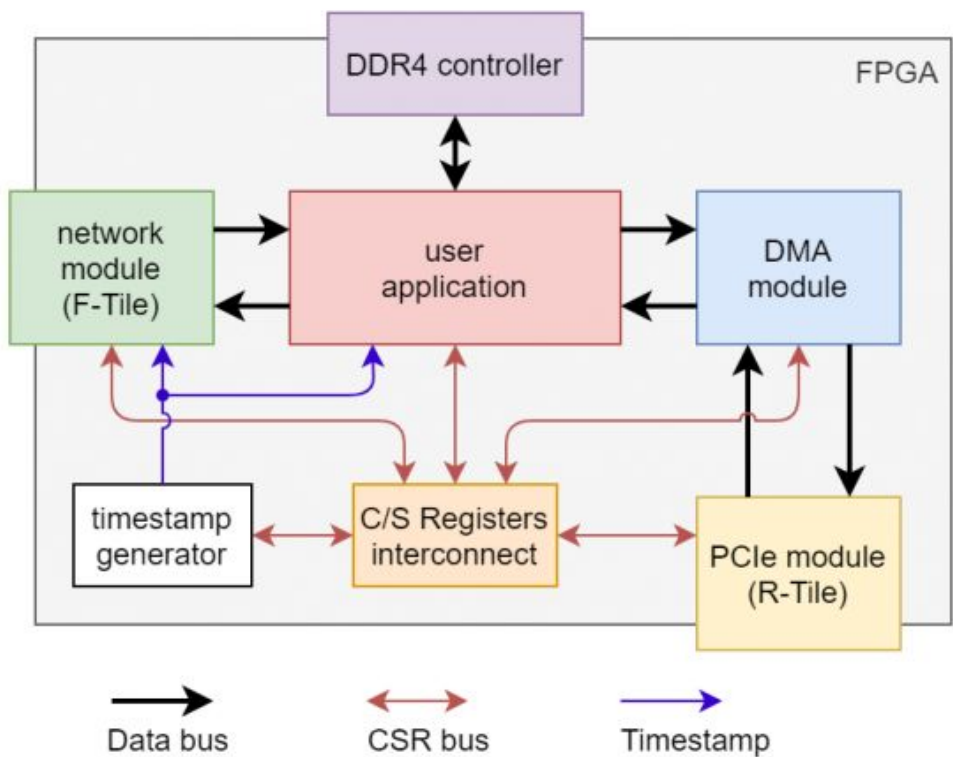 DDR4 controller
FPGA
network
module
(F-Tile)
user
application
DMA
module
timestamp
generator
C/S Registers
interconnect
PCIe module
(R-Tile)
Data bus
CSR bus
Timestamp